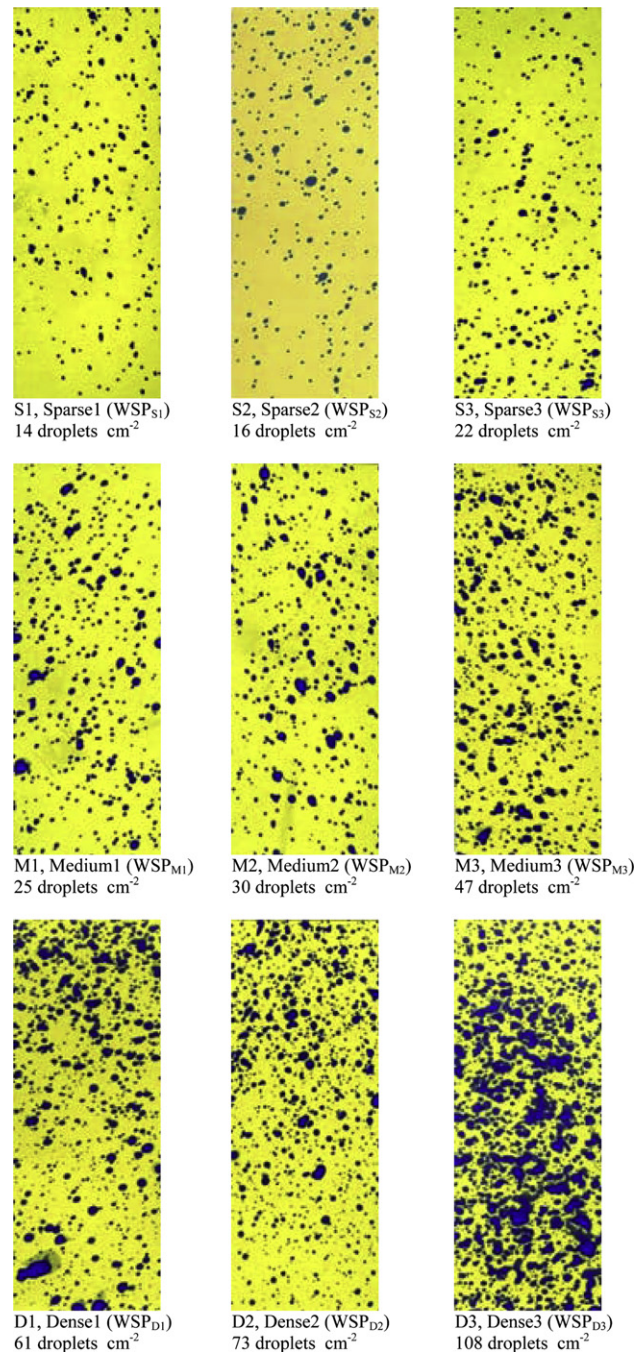 S1, Sparse1 (WSPS1)
14 droplets cm-2
S2, Sparse2 (WSPS2)
16 droplets cm-2
S3, Sparse3 (WSPS3)
22 droplets cm-2
M1, Medium1 (WSPM1)
25 droplets cm-2
M2, Medium2 (WSPM2)
30 droplets cm-2
M3, Medium3 (WSPM3)
47 droplets cm-2
D1, Dense1 (WSPD1)
61 droplets cm-2
D2, Dense2 (WSPD2)
73 droplets cm-2
D3, Dense3 (WSPD3)
108 droplets cm-2